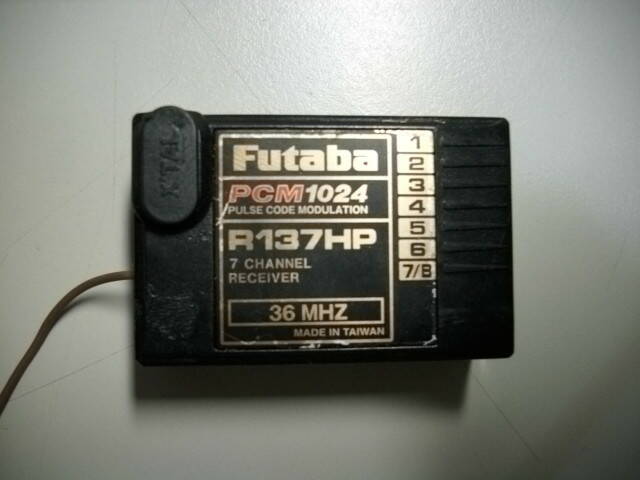 XTAL
Futaba
PCM1024
PULSE CODE MODULATION
R137HP
7 CHANNEL
RECEIVER
36 MHZ
MADE IN TAIWAN
1
2
3
4
5
6
7/B